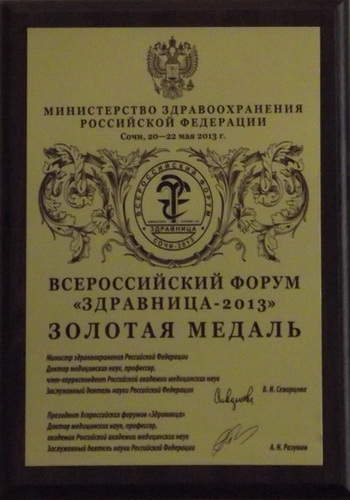 МИНИСТЕРСТВО ЗДРАВООХРАНЕНИЯ
РОССИЙСКОЙ ФЕДЕРАЦИИ
Сочи, 20—22 мая 2013 г.
ВСЕРОССИЙСКИЙ ФОРУМ
ЗДРАВНИЦА
СОЧИ-2013
ВСЕРОССИЙСКИЙ ФОРУМ
«ЗДРАВНИЦА-2013»
ЗОЛОТАЯ МЕДАЛЬ
Министр здравоохранения Российской Федерации
Доктор медицинских наук, профессор,
член-корреспондент Российской академии медицинских наук
Заслуженный деятель науки Российской Федерации
В. И. Скворцова
Президент Всероссийских форумов «Здравница»
Доктор медицинских наук, профессор,
академик Российской академии медицинских наук
Заслуженный деятель науки Российской Федерации
А. Н. Разумов